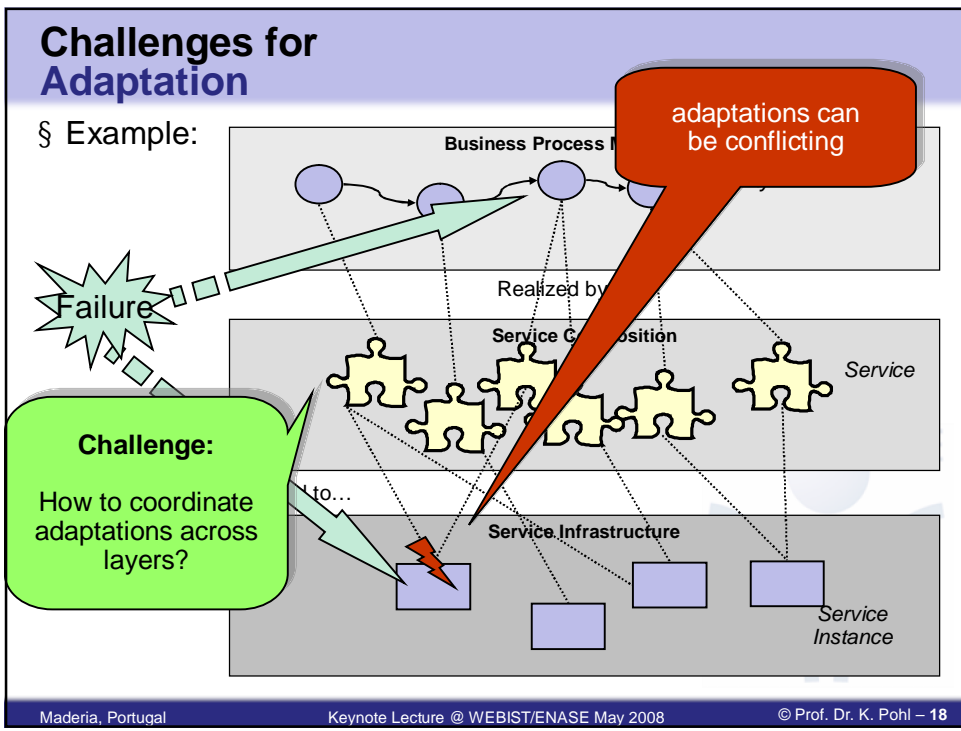 Challenges for
Adaptation
§ Example:
adaptations can
be conflicting
Business Process
Failure
Realized by
Service
Service
Challenge:
How to coordinate
adaptations across
layers?
to…
Service Infrastructure
Service
Instance
Maderia, Portugal
Keynote Lecture @ WEBIST/ENASE May 2008
© Prof. Dr. K. Pohl – 18